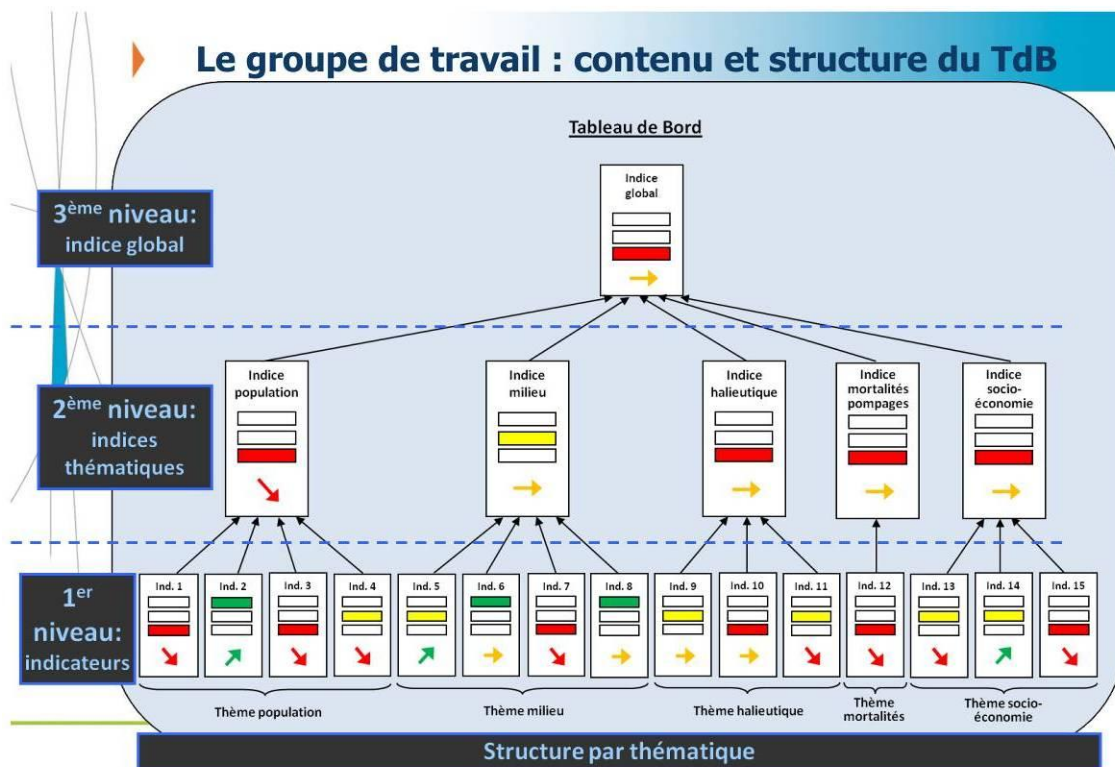 Le groupe de travail : contenu et structure du TdB
Tableau de Bord
3ème niveau:
indice global
Indice
global
2ème niveau:
indices
thématiques
Indice
population
Indice
milieu
Indice
halieutique
Indice
mortalités
pompages
Indice
socio-
économie
1er
niveau:
indicateurs
Ind. 1
Ind. 2
Ind. 3
Ind. 4
Ind. 5
Ind. 6
Ind. 7
Ind. 8
Ind. 9
Ind. 10
Ind. 11
Ind. 12
Ind. 13
Ind. 14
Ind. 15
Thème population
Thème milieu
Thème halieutique
Thème
mortalités
Thème socio-
économie
Structure par thématique